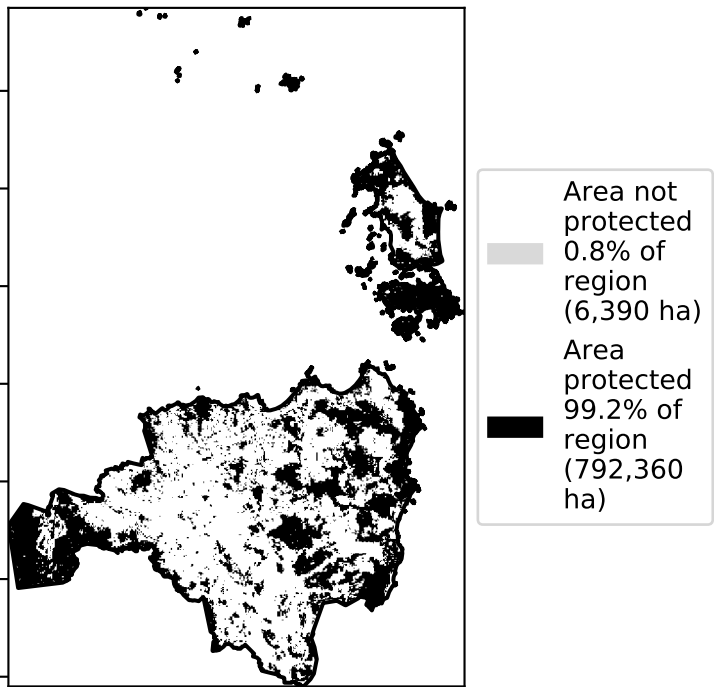 Area not
protected
0.8% of
region
(6,390 ha)
Area
protected
99.2% of
region
(792,360
ha)